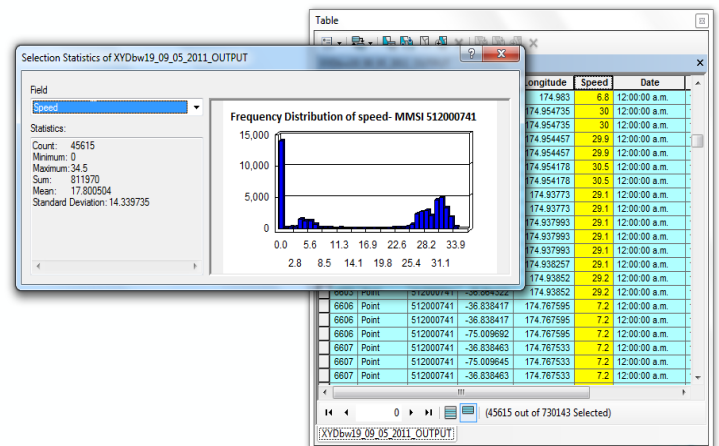 Table
Selection Statistics of XYDbw19_09_05_2011_OUTPUT
Field
Speed
Statistics:
Count: 45615
Minimum: 0
Maximum: 34.5
Sum: 811970
Mean: 17.800504
Standard Deviation: 14.339735
Frequency Distribution of speed- MMSI 512000741
15,000
10,000
5,000
0
0.0 5.6 11.3 16.9 22.6 28.2 33.9
2.8 8.5 14.1 19.8 25.4 31.1
ongitude Speed Date
174.983 6.8 12:00:00 a.m.
174.954735 30 12:00:00 a.m.
174.954735 30 12:00:00 a.m.
174.954457 29.9 12:00:00 a.m.
174.954457 29.9 12:00:00 a.m.
174.954178 30.5 12:00:00 a.m.
174.954178 30.5 12:00:00 a.m.
174.93773 29.1 12:00:00 a.m.
174.93773 29.1 12:00:00 a.m.
174.937993 29.1 12:00:00 a.m.
174.937993 29.1 12:00:00 a.m.
174.937993 29.1 12:00:00 a.m.
174.938257 29.1 12:00:00 a.m.
174.93852 29.2 12:00:00 a.m.
6603 Point 512000741 -36.664322 174.93852 29.2 12:00:00 a.m.
6606 Point 512000741 -36.838417 174.767595 7.2 12:00:00 a.m.
6606 Point 512000741 -36.838417 174.767595 7.2 12:00:00 a.m.
6606 Point 512000741 -75.009692 174.767595 7.2 12:00:00 a.m.
6607 Point 512000741 -36.838463 174.767533 7.2 12:00:00 a.m.
6607 Point 512000741 -75.009645 174.767533 7.2 12:00:00 a.m.
6607 Point 512000741 -36.838463 174.767533 7.2 12:00:00 a.m.
0 (45615 out of 730143 Selected)
XYDbw19_09_05_2011_OUTPUT